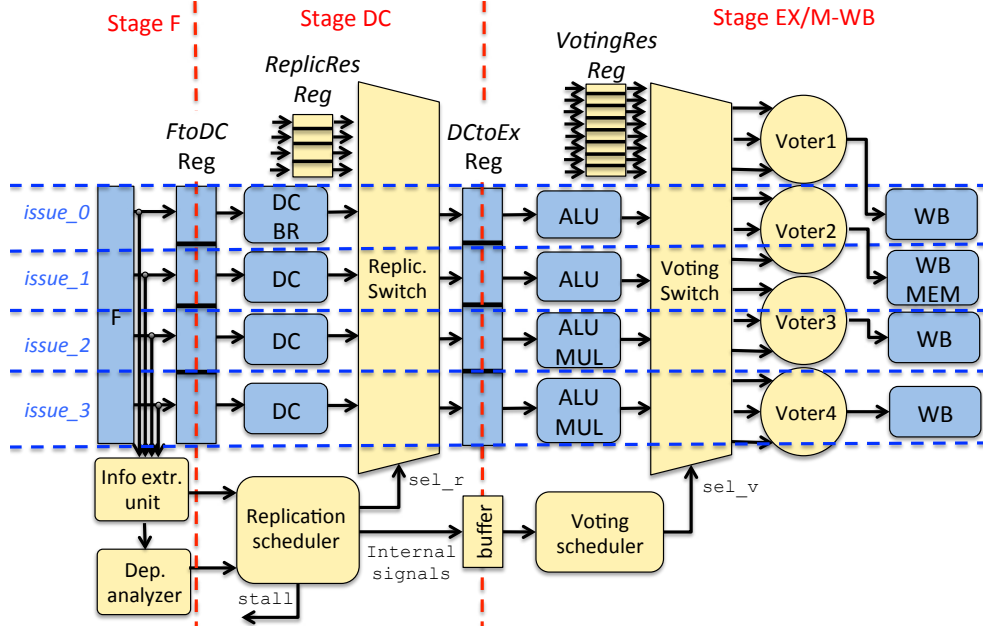 Stage F
Stage DC
Stage EX/M-WB
ReplicRes
Reg
VotingRes
Reg
FtoDC
Reg
DCtoEx
Reg
Voter1
issue_0
DC
BR
ALU
Voter2
WB
issue_1
F
DC
Replic.
Switch
ALU
Voting
Switch
WB
MEM
issue_2
DC
ALU
MUL
Voter3
WB
issue_3
DC
ALU
MUL
Voter4
WB
Info extr.
unit
sel_r
sel_v
Replication
scheduler
Internal
signals
buffer
Voting
scheduler
Dep.
analyzer
stall